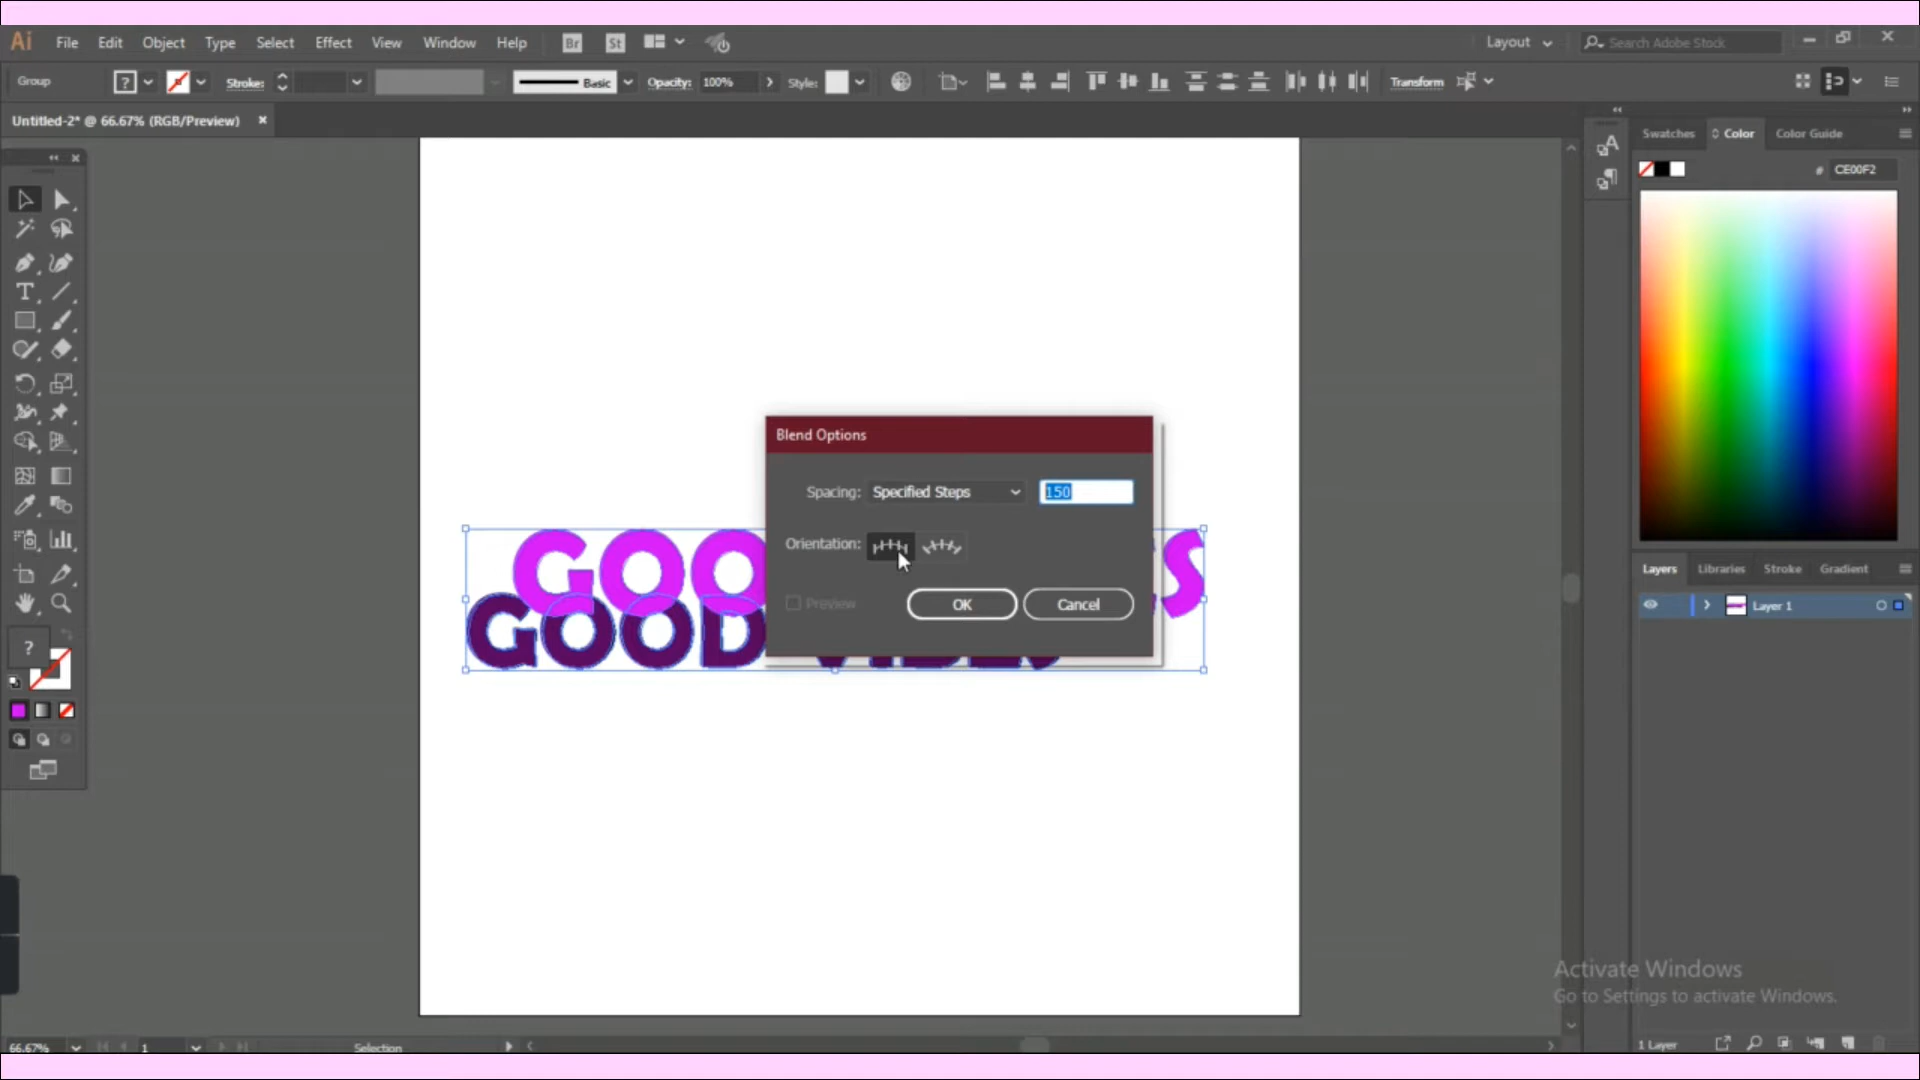 Ai File Edit Object Type Select Effect View Window Help Br St Layout Search Adobe Stock
Group ? Stroke: Basic Opacity: 100% Style: Transform
Untitled-2* @ 66.67% (RGB/Preview)
Swatches Color Color Guide
# CE00F2
Blend Options
Spacing: Specified Steps 150
Orientation:
Preview OK Cancel
GOO S
GOOD VIBES
?
Layers Libraries Stroke Gradient
Layer 1
Activate Windows
Go to Settings to activate Windows.
66.67% 1 Selection
1 Layer